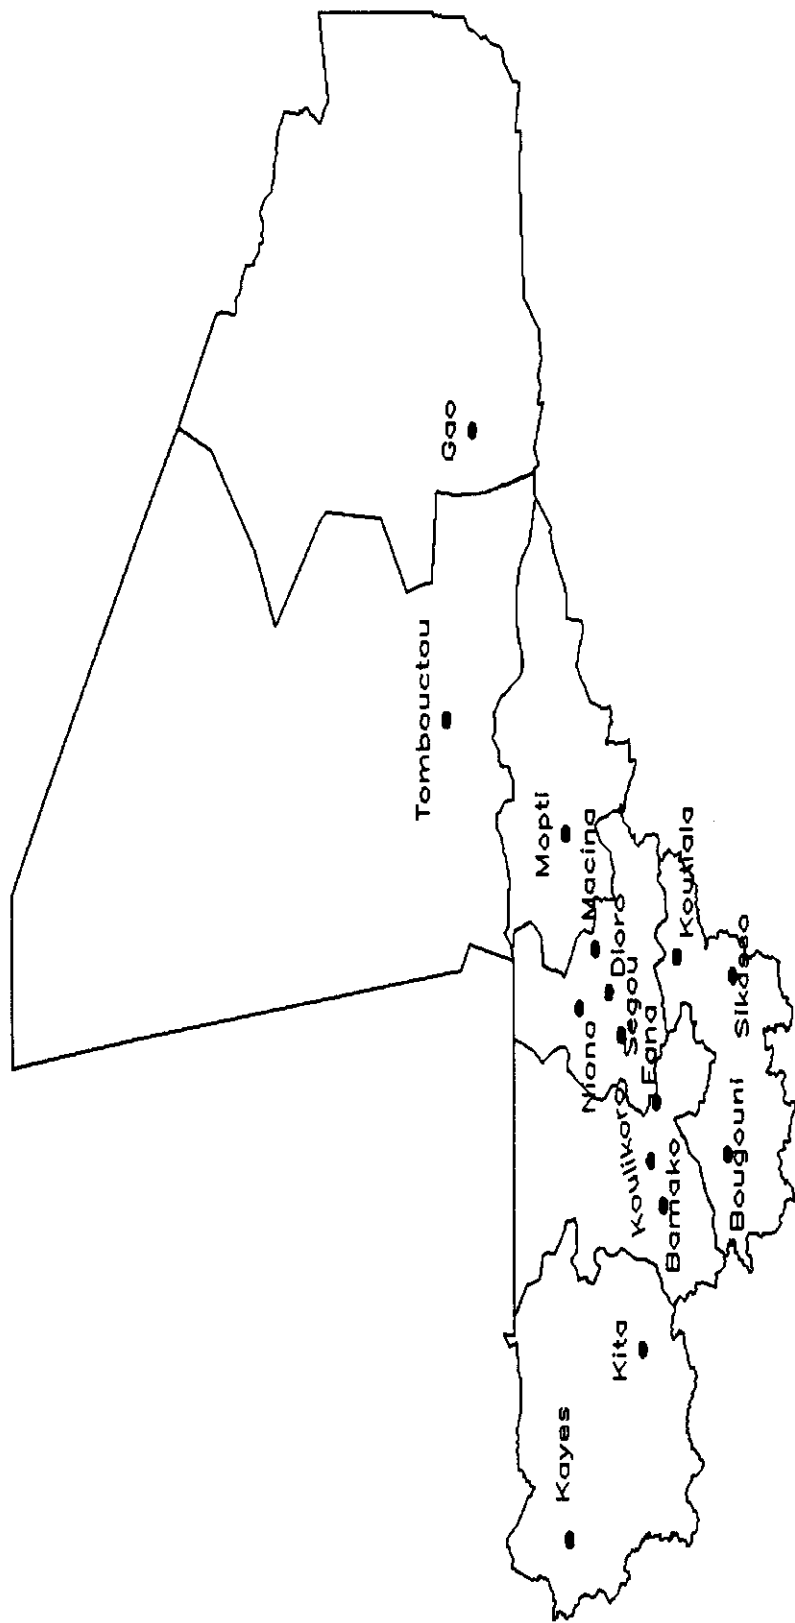 Tombouctou
Gao
Mopti
Kayes
Niono
Macina
Dioro
Segou
Kita
Koulikoro
Fana
Bamako
Koutiala
Bougouni
Sikasso